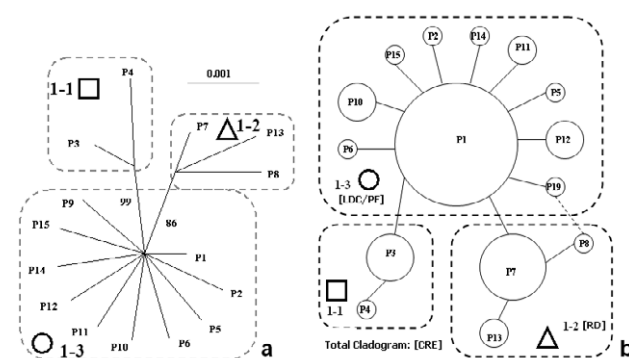 P4
1-1
0.001
P3
P7
1-2
P13
P8
99
86
P9
P15
P14
P12
P11
P10
P6
P5
P2
P1
1-3
a
P2
P14
P15
P11
P10
P5
P1
P6
P12
1-3
[LDC/PF]
P19
P8
P3
P7
1-1
P4
P13
1-2 [RD]
Total Cladogram: [CRE]
b